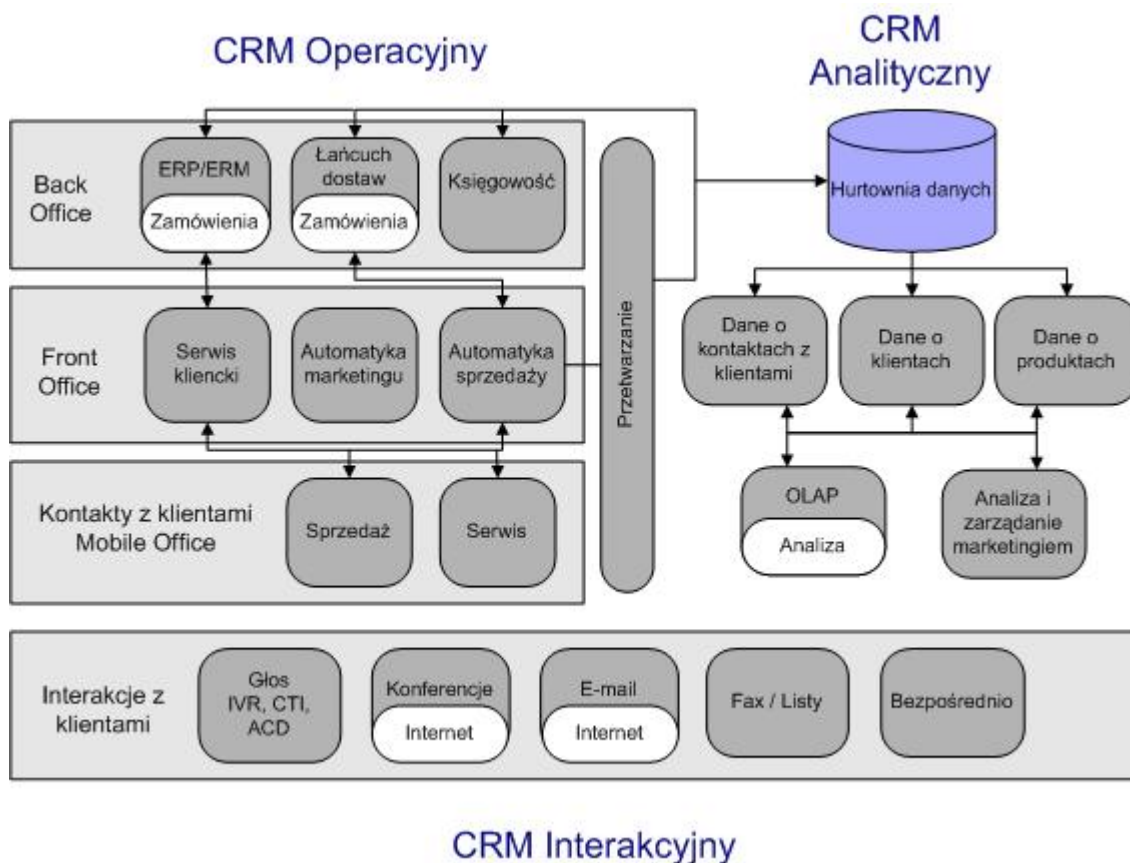 CRM Operacyjny
CRM
Analityczny
Back
Office
ERP/ERM
Zamówienia
Łańcuch
dostaw
Zamówienia
Księgowość
Hurtownia danych
Front
Office
Serwis
kliencki
Automatyka
marketingu
Automatyka
sprzedaży
Przetwarzanie
Dane o
kontaktach z
klientami
Dane o
klientach
Dane o
produktach
Kontakty z klientami
Mobile Office
Sprzedaż
Serwis
OLAP
Analiza
Analiza i
zarządanie
marketingiem
Interakcje z
klientami
Głos
IVR, CTI,
ACD
Konferencje
Internet
E-mail
Internet
Fax / Listy
Bezpośrednio
CRM Interakcyjny